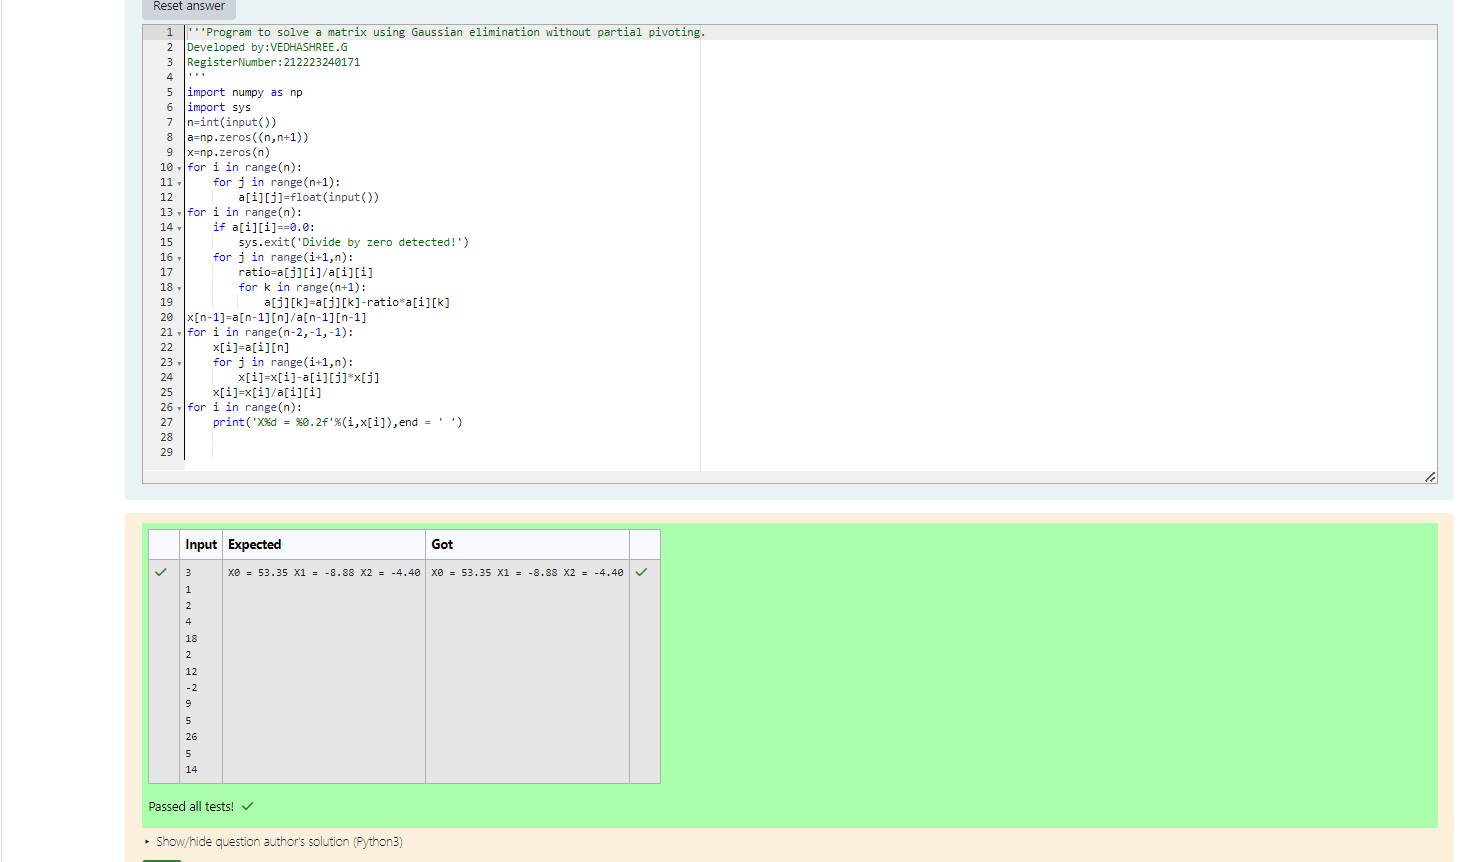 Reset answer
1 '''Program to solve a matrix using Gaussian elimination without partial pivoting.
2 Developed by:VEDHASHREE.G
3 RegisterNumber:212223240171
4 '''
5 import numpy as np
6 import sys
7 n=int(input())
8 a=np.zeros((n,n+1))
9 x=np.zeros(n)
10 for i in range(n):
11     for j in range(n+1):
12         a[i][j]=float(input())
13 for i in range(n):
14     if a[i][i]==0.0:
15         sys.exit('Divide by zero detected!')
16     for j in range(i+1,n):
17         ratio=a[j][i]/a[i][i]
18         for k in range(n+1):
19             a[j][k]=a[j][k]-ratio*a[i][k]
20 x[n-1]=a[n-1][n]/a[n-1][n-1]
21 for i in range(n-2,-1,-1):
22     x[i]=a[i][n]
23     for j in range(i+1,n):
24         x[i]=x[i]-a[i][j]*x[j]
25     x[i]=x[i]/a[i][i]
26 for i in range(n):
27     print('X%d = %0.2f'%(i,x[i]),end = ' ')
28
29
Input Expected Got
3 X0 = 53.35 X1 = -8.88 X2 = -4.40 X0 = 53.35 X1 = -8.88 X2 = -4.40
1
2
4
18
2
12
-2
9
5
26
5
14
Passed all tests!
Show/hide question author's solution (Python3)